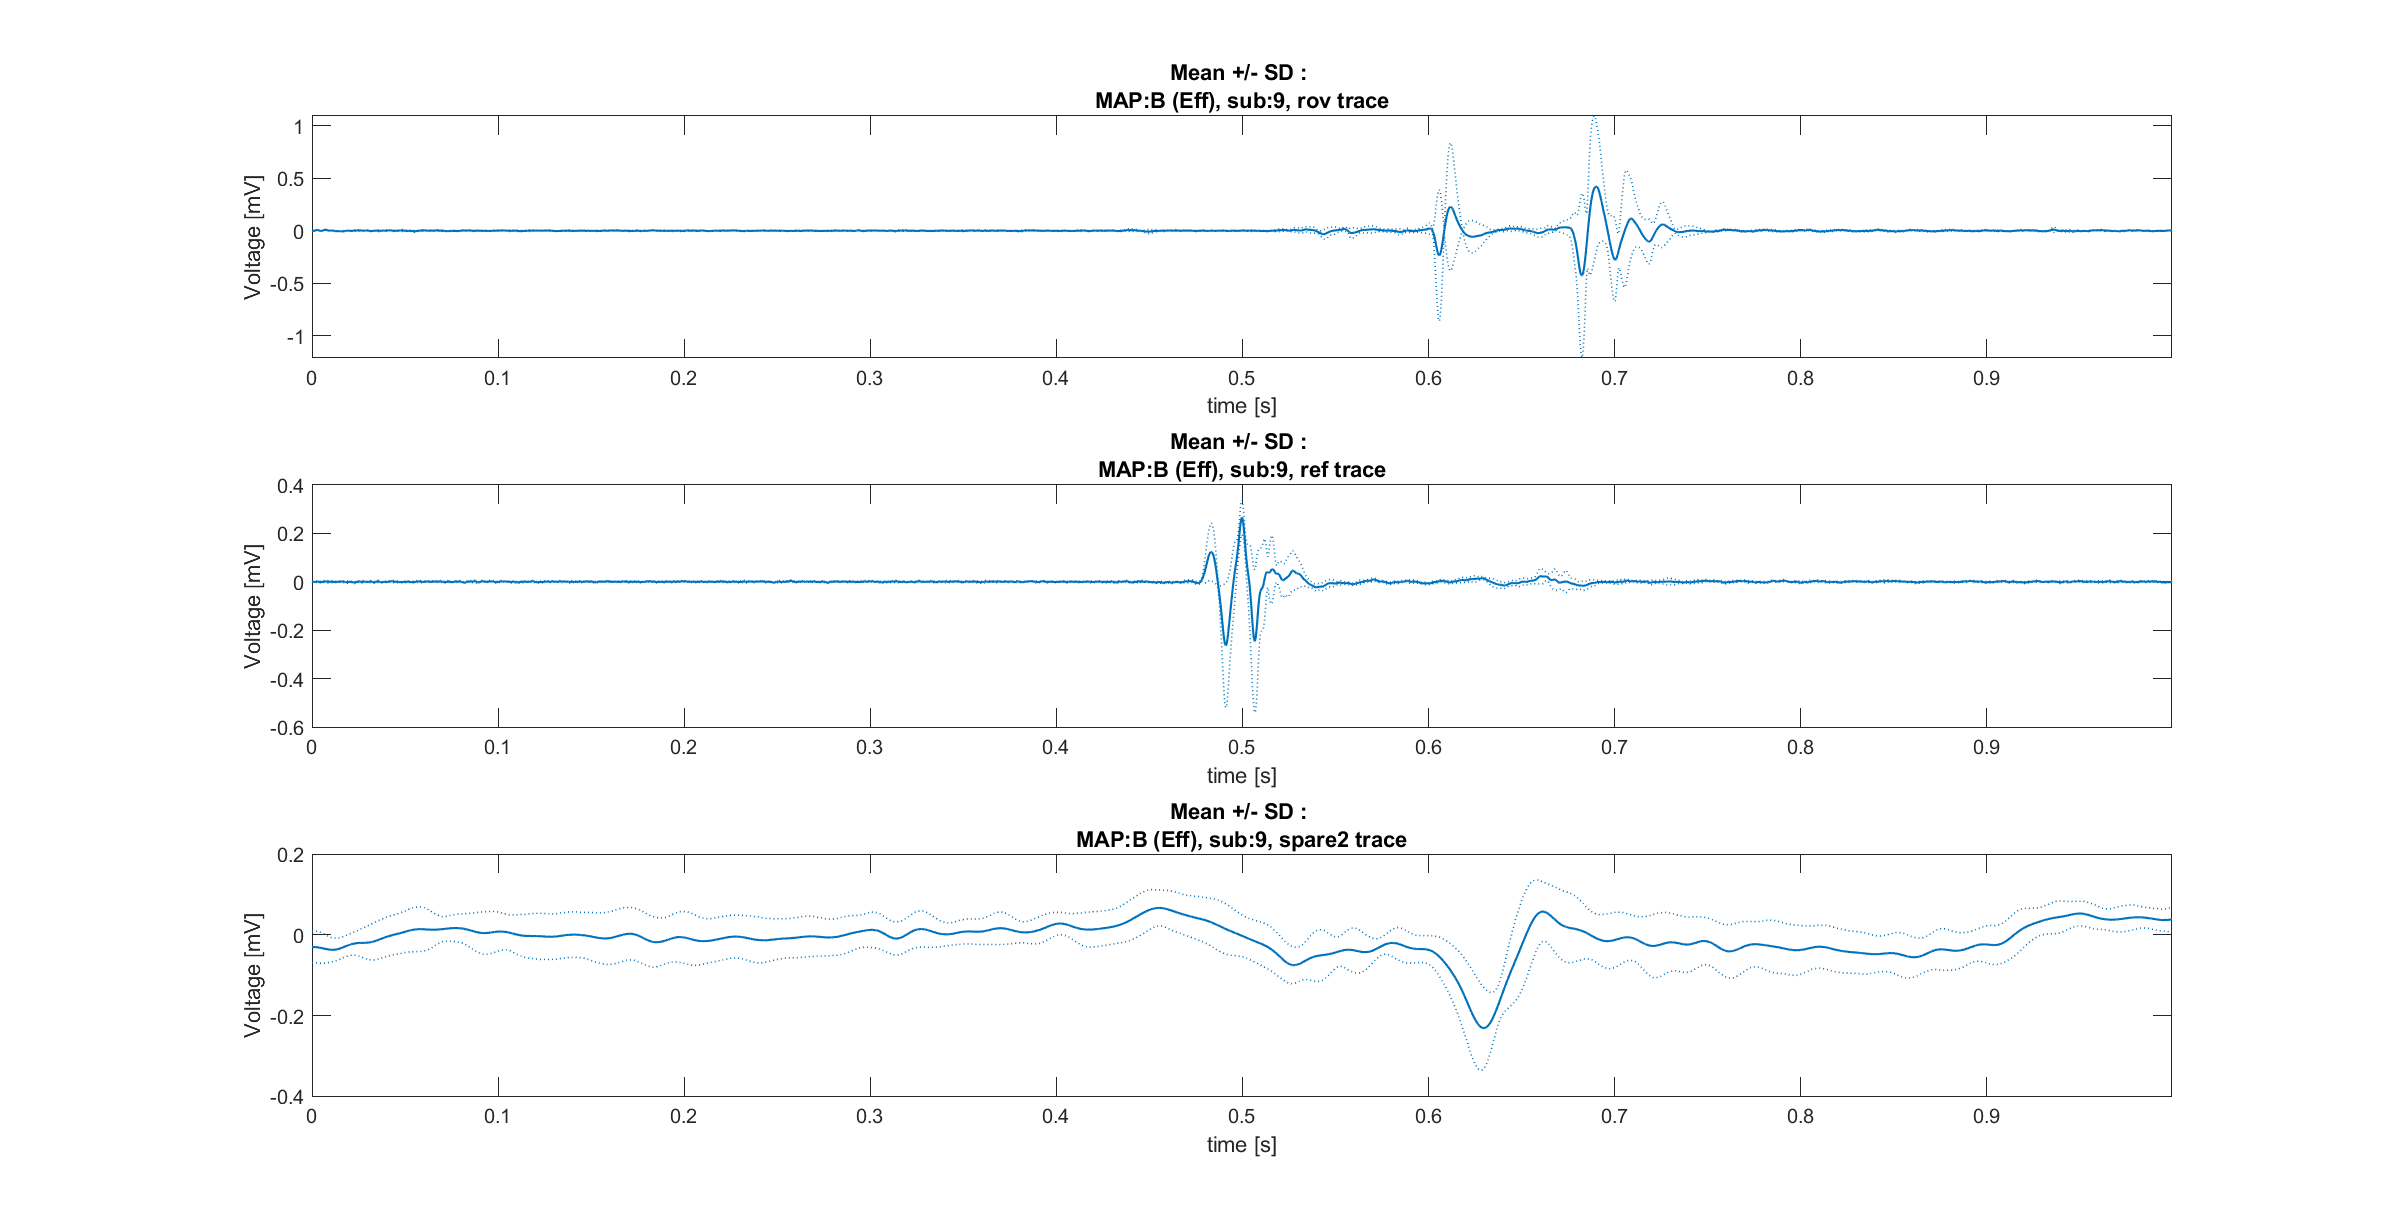 Mean +/- SD :
MAP:B (Eff), sub:9, rov trace
1
0.5
0
-0.5
-1
Voltage [mV]
0 0.1 0.2 0.3 0.4 0.5 0.6 0.7 0.8 0.9
time [s]
Mean +/- SD :
MAP:B (Eff), sub:9, ref trace
0.4
0.2
0
-0.2
-0.4
-0.6
Voltage [mV]
0 0.1 0.2 0.3 0.4 0.5 0.6 0.7 0.8 0.9
time [s]
Mean +/- SD :
MAP:B (Eff), sub:9, spare2 trace
0.2
0
-0.2
-0.4
Voltage [mV]
0 0.1 0.2 0.3 0.4 0.5 0.6 0.7 0.8 0.9
time [s]